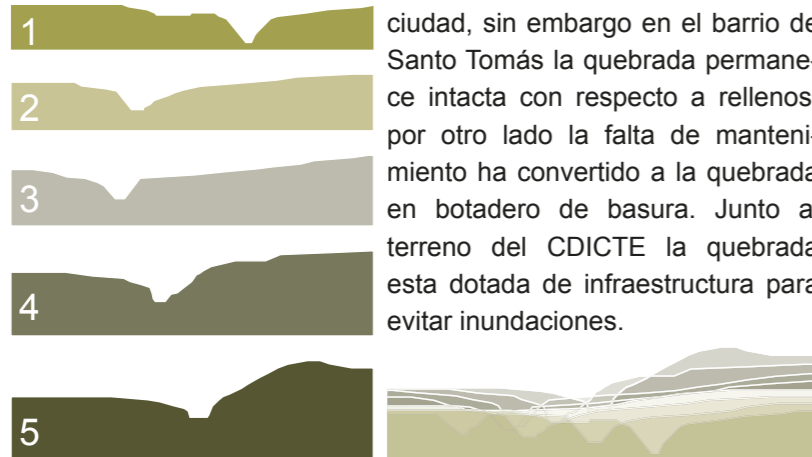 1
2
3
4
5
ciudad, sin embargo en el barrio de
Santo Tomás la quebrada permane-
ce intacta con respecto a rellenos,
por otro lado la falta de manteni-
miento ha convertido a la quebrada
en botadero de basura. Junto a
terreno del CDICTE la quebrada
esta dotada de infraestructura para
evitar inundaciones.